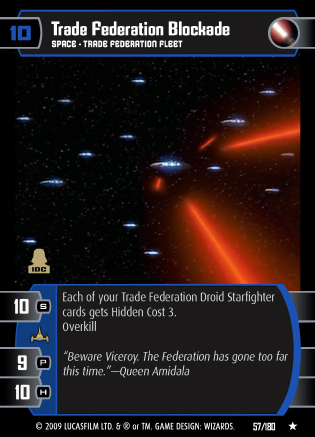 10
Trade Federation Blockade
SPACE - TRADE FEDERATION FLEET
IDC
10 S
Each of your Trade Federation Droid Starfighter
cards gets Hidden Cost 3.
Overkill
9 P
“Beware Viceroy. The Federation has gone too far
this time.”—Queen Amidala
10 H
© 2009 LUCASFILM LTD. & ® or TM. GAME DESIGN: WIZARDS.
57/180